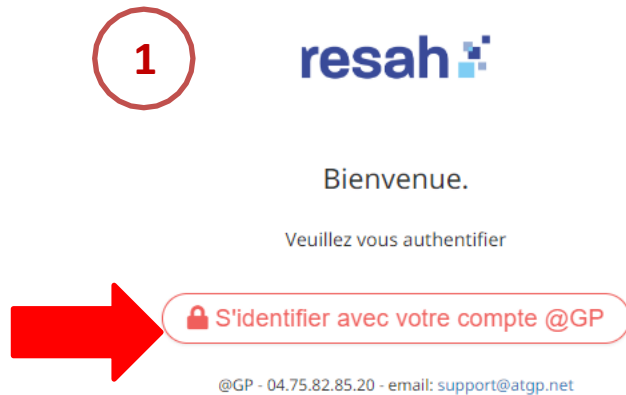 1
resah
Bienvenue.
Veuillez vous authentifier
S'identifier avec votre compte @GP
@GP - 04.75.82.85.20 - email: support@atgp.net